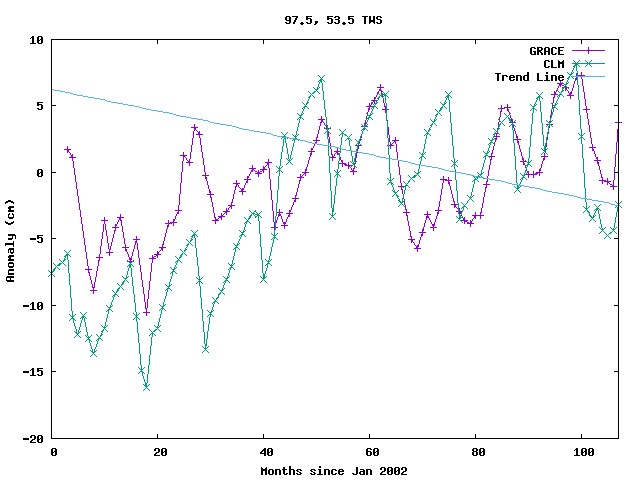 97.5, 53.5 TWS
GRACE
CLM
Trend Line
10
5
0
-5
-10
-15
-20
Anomaly (cm)
0 20 40 60 80 100
Months since Jan 2002